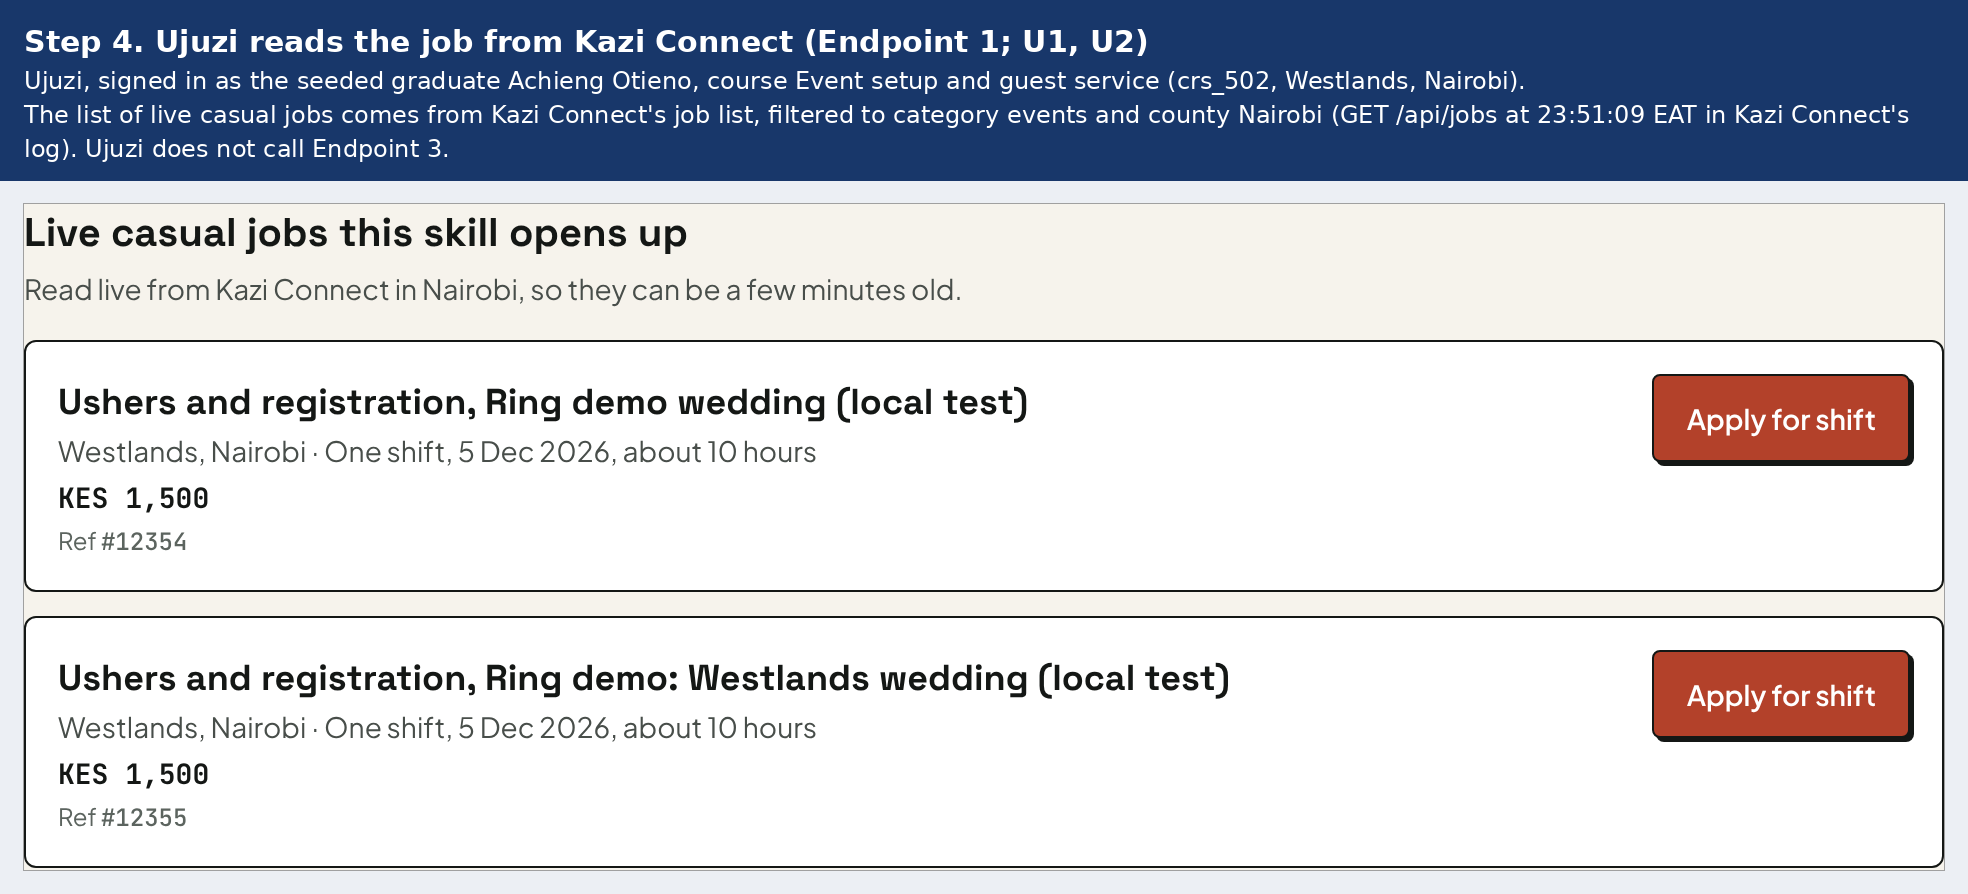 Step 4. Ujuzi reads the job from Kazi Connect (Endpoint 1; U1, U2)
Ujuzi, signed in as the seeded graduate Achieng Otieno, course Event setup and guest service (crs_502, Westlands, Nairobi).
The list of live casual jobs comes from Kazi Connect's job list, filtered to category events and county Nairobi (GET /api/jobs at 23:51:09 EAT in Kazi Connect's
log). Ujuzi does not call Endpoint 3.
Live casual jobs this skill opens up
Read live from Kazi Connect in Nairobi, so they can be a few minutes old.
Ushers and registration, Ring demo wedding (local test)
Apply for shift
Westlands, Nairobi · One shift, 5 Dec 2026, about 10 hours
KES 1,500
Ref #12354
Ushers and registration, Ring demo: Westlands wedding (local test)
Apply for shift
Westlands, Nairobi · One shift, 5 Dec 2026, about 10 hours
KES 1,500
Ref #12355